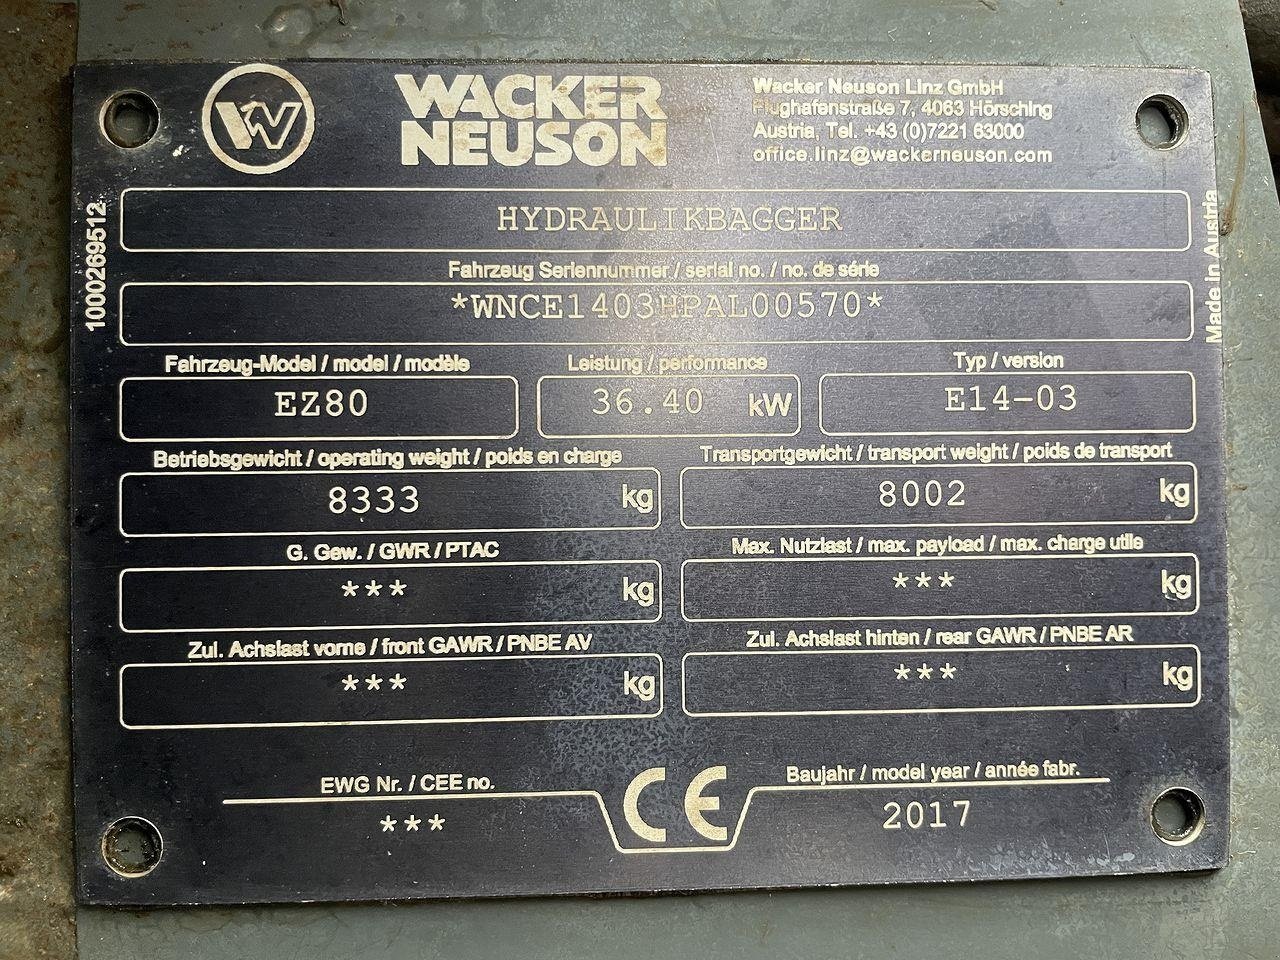 WACKER
NEUSON
Wacker Neuson Linz GmbH
Flughafenstraße 7, 4063 Hörsching
Austria, Tel. +43 (0)7221 63000
office.linz@wackerneuson.com
1000269512
Made in Austria
HYDRAULIKBAGGER
Fahrzeug Seriennummer / serial no. / no. de série
*WNCE1403HPAL00570*
Fahrzeug-Model / model / modèle
EZ80
Leistung / performance
36.40 kW
Typ / version
E14-03
Betriebsgewicht / operating weight / poids en charge
8333 kg
Transportgewicht / transport weight / poids de transport
8002 kg
G. Gew. / GWR / PTAC
*** kg
Max. Nutzlast / max. payload / max. charge utile
*** kg
Zul. Achslast vorne / front GAWR / PNBE AV
*** kg
Zul. Achslast hinten / rear GAWR / PNBE AR
*** kg
EWG Nr. / CEE no.
***
CE
Baujahr / model year / année fabr.
2017